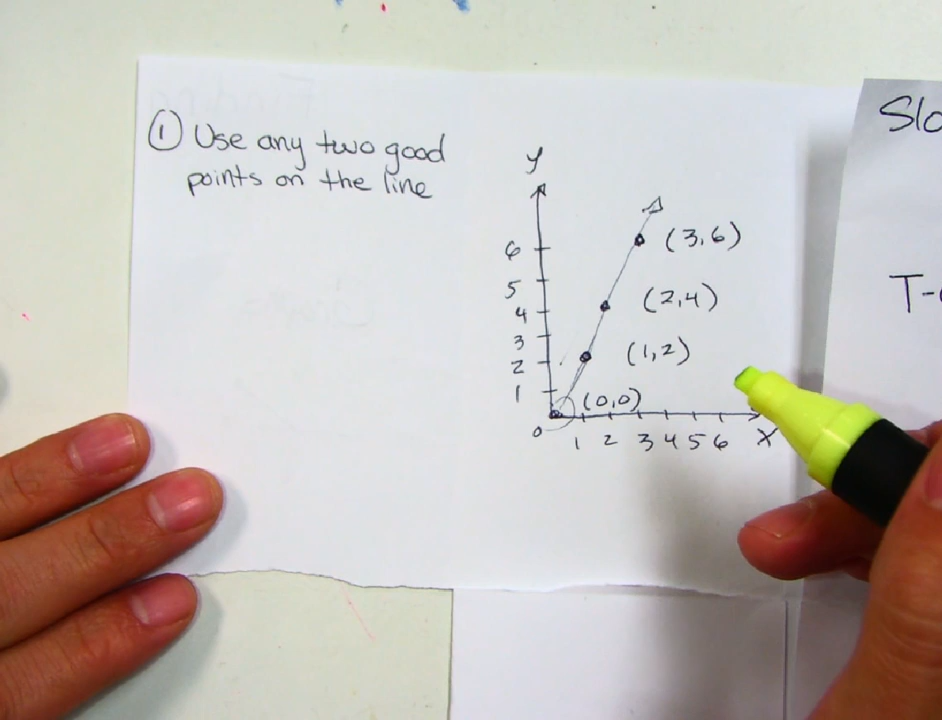 ① Use any two good
points on the line
y
6
5
4
3
2
1
0
(3,6)
(2,4)
(1,2)
(0,0)
1 2 3 4 5 6 X
Slo
T-